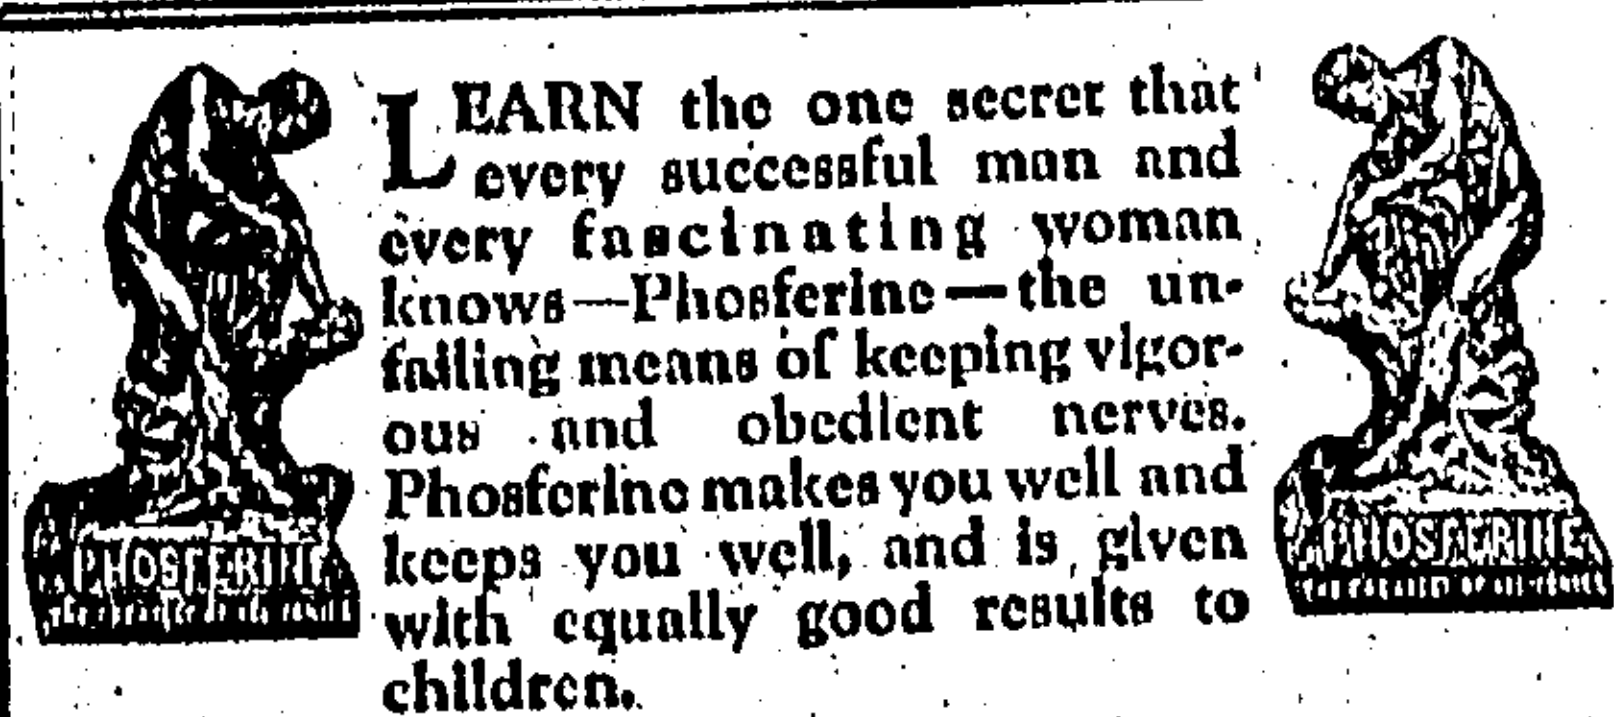 LEARN the one secret that
every successful man and
every fascinating woman
knows—Phosferine—the un-
failing means of keeping vigor-
ous and obedient nerves.
Phosferine makes you well and
keeps you well, and is given
with equally good results to
children.
PHOSFERINE
PHOSFERINE